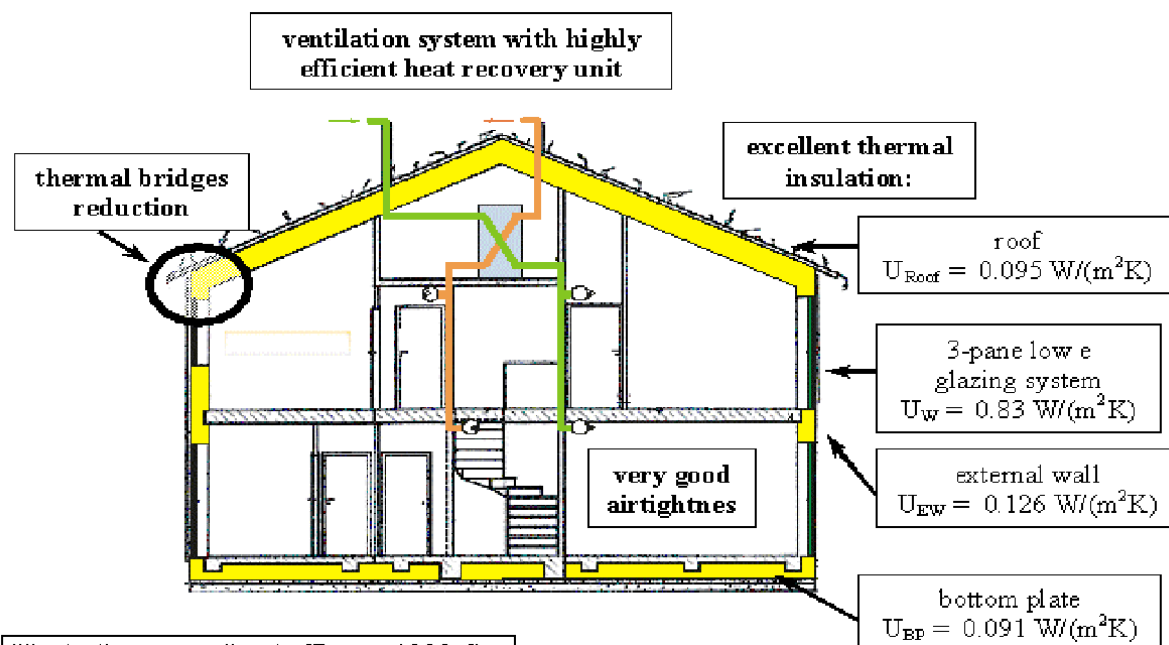 ventilation system with highly
efficient heat recovery unit
thermal bridges
reduction
excellent thermal
insulation:
roof
U_Roof = 0.095 W/(m²K)
3-pane low e
glazing system
U_W = 0.83 W/(m²K)
external wall
U_EW = 0.126 W/(m²K)
very good
airtightnes
bottom plate
U_BP = 0.091 W/(m²K)